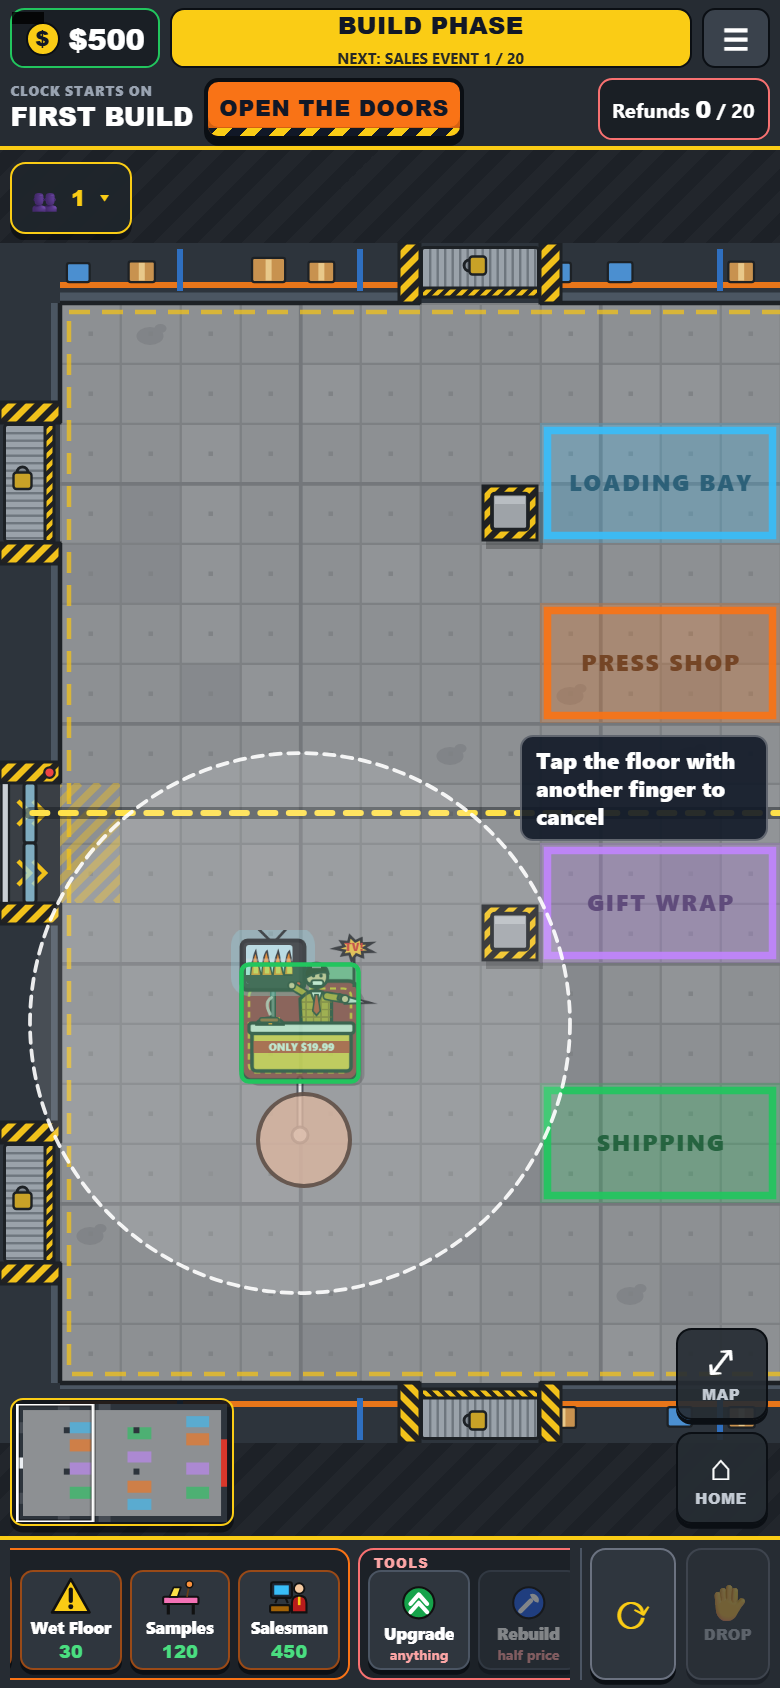 $ $500
BUILD PHASE
NEXT: SALES EVENT 1 / 20
CLOCK STARTS ON
FIRST BUILD
OPEN THE DOORS
Refunds 0 / 20
1
LOADING BAY
PRESS SHOP
Tap the floor with
another finger to
cancel
GIFT WRAP
ONLY $19.99
SHIPPING
MAP
HOME
TOOLS
Wet Floor
30
Samples
120
Salesman
450
Upgrade
anything
Rebuild
half price
DROP